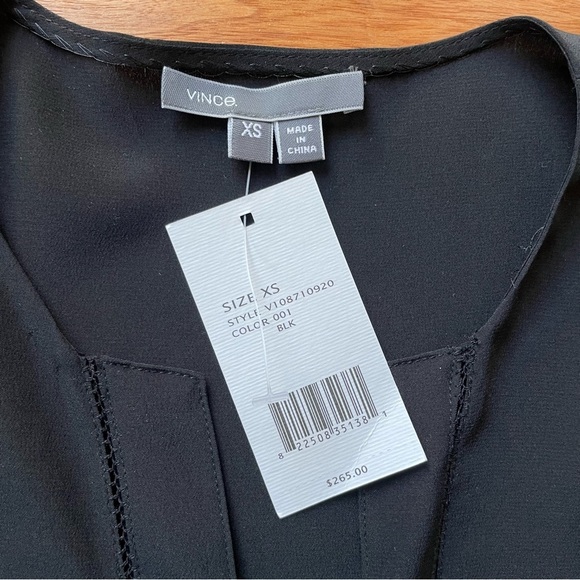 VINCE.
XS
MADE
IN
CHINA
SIZE XS
STYLE V108710920
COLOR 001
BLK
8 22508 35138 1
$265.00